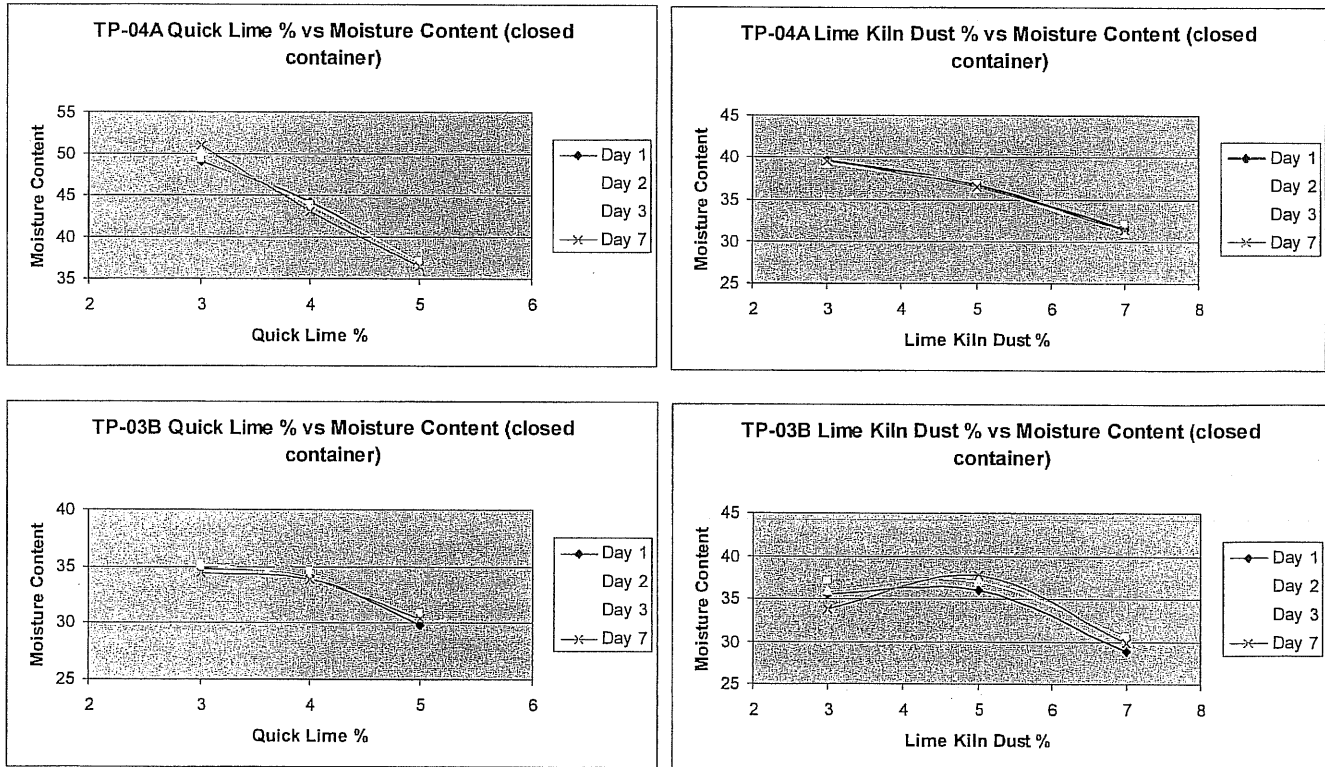 TP-04A Quick Lime % vs Moisture Content (closed
container)
Moisture Content
55
50
45
40
35
2 3 4 5 6
Quick Lime %
Day 1
Day 2
Day 3
Day 7
TP-04A Lime Kiln Dust % vs Moisture Content (closed
container)
Moisture Content
45
40
35
30
25
2 3 4 5 6 7 8
Lime Kiln Dust %
Day 1
Day 2
Day 3
Day 7
TP-03B Quick Lime % vs Moisture Content (closed
container)
Moisture Content
40
35
30
25
2 3 4 5 6
Quick Lime %
Day 1
Day 2
Day 3
Day 7
TP-03B Lime Kiln Dust % vs Moisture Content (closed
container)
Moisture Content
45
40
35
30
25
2 3 4 5 6 7 8
Lime Kiln Dust %
Day 1
Day 2
Day 3
Day 7